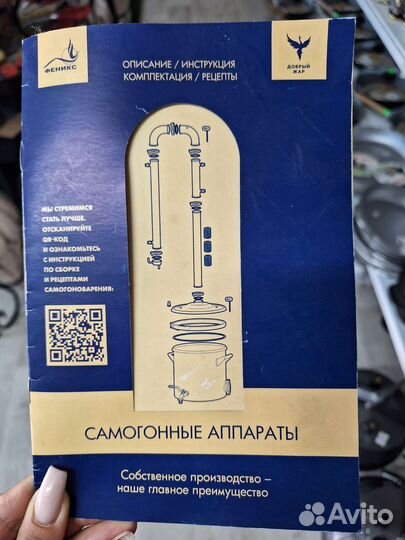 ФЕНИКС
ОПИСАНИЕ / ИНСТРУКЦИЯ
КОМПЛЕКТАЦИЯ / РЕЦЕПТЫ
ДОБРЫЙ
ЖАР
МЫ СТРЕМИМСЯ
СТАТЬ ЛУЧШЕ.
ОТСКАНИРУЙТЕ
QR-КОД
И ОЗНАКОМЬТЕСЬ
С ИНСТРУКЦИЕЙ
ПО СБОРКЕ
И РЕЦЕПТАМИ
САМОГОНОВАРЕНИЯ:
САМОГОННЫЕ АППАРАТЫ
Собственное производство –
наше главное преимущество
Avito